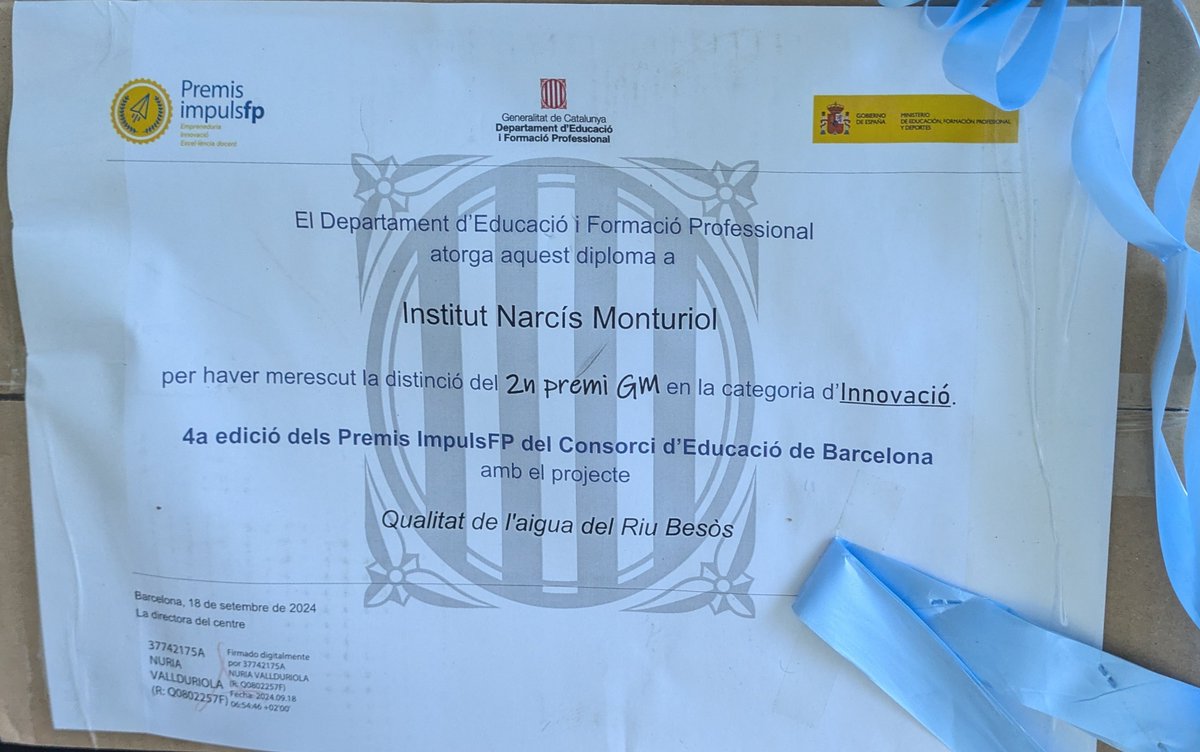 Premis
impulsfp
Emprenedoria
Innovació
Excel·lència docent
Generalitat de Catalunya
Departament d'Educació
i Formació Professional
GOBIERNO
DE ESPAÑA
MINISTERIO
DE EDUCACIÓN, FORMACIÓN PROFESIONAL
Y DEPORTES
El Departament d'Educació i Formació Professional
atorga aquest diploma a
Institut Narcís Monturiol
per haver merescut la distinció del 2n premi GM en la categoria d'Innovació.
4a edició dels Premis ImpulsFP del Consorci d'Educació de Barcelona
amb el projecte
Qualitat de l'aigua del Riu Besòs
Barcelona, 18 de setembre de 2024
La directora del centre
37742175A
NURIA
VALLDURIOLA
(R: Q0802257F)
Firmado digitalmente
por 37742175A
NURIA VALLDURIOLA
(R: Q0802257F)
Fecha: 2024.09.18
06:54:46 +02'00'